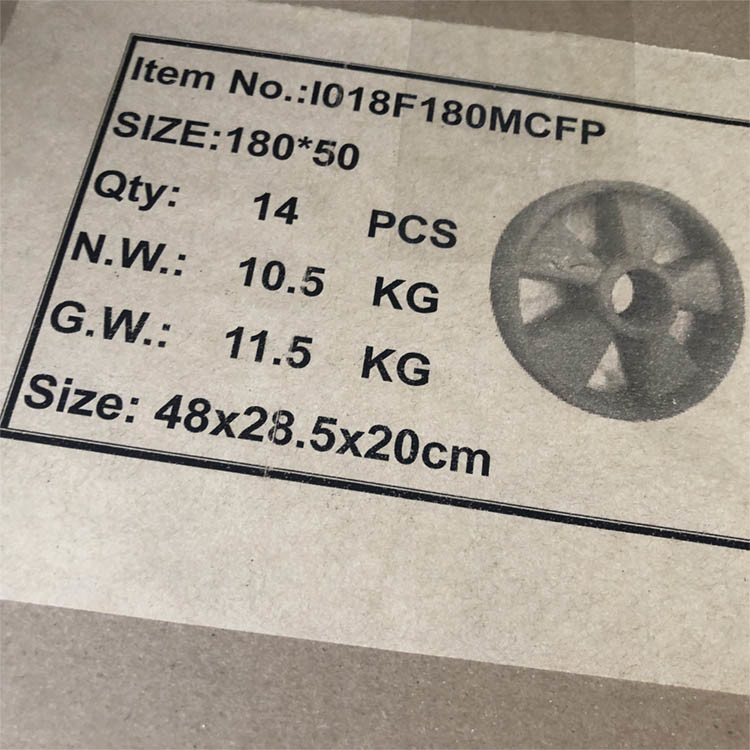 Item No.:I018F180MCFP
SIZE:180*50
Qty: 14 PCS
N.W.: 10.5 KG
G.W.: 11.5 KG
Size: 48x28.5x20cm